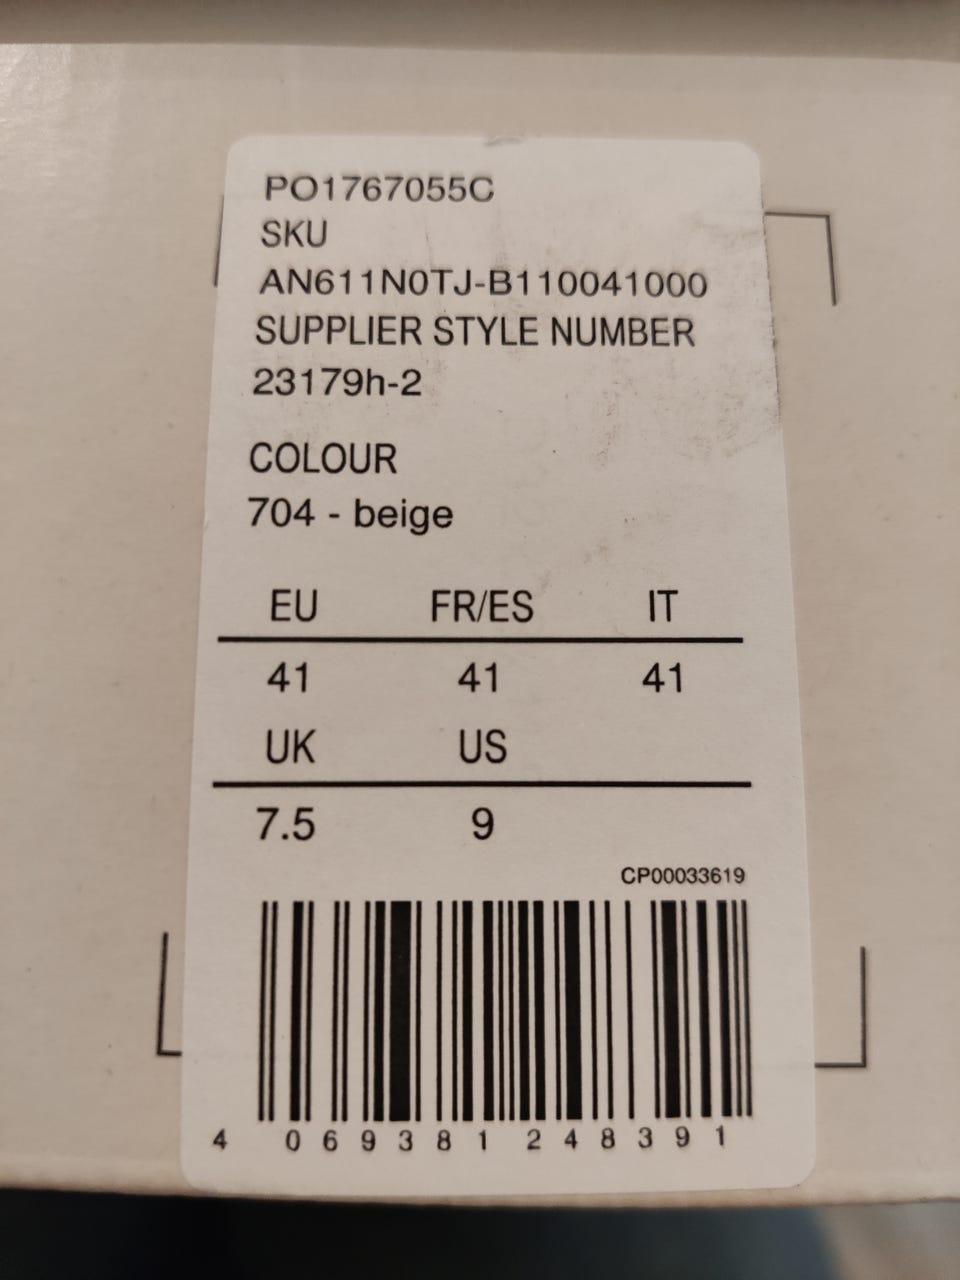 PO1767055C
SKU
AN611N0TJ-B110041000
SUPPLIER STYLE NUMBER
23179h-2
COLOUR
704 - beige
EU FR/ES IT
41 41 41
UK US
7.5 9
CP00033619
4 069381 248391